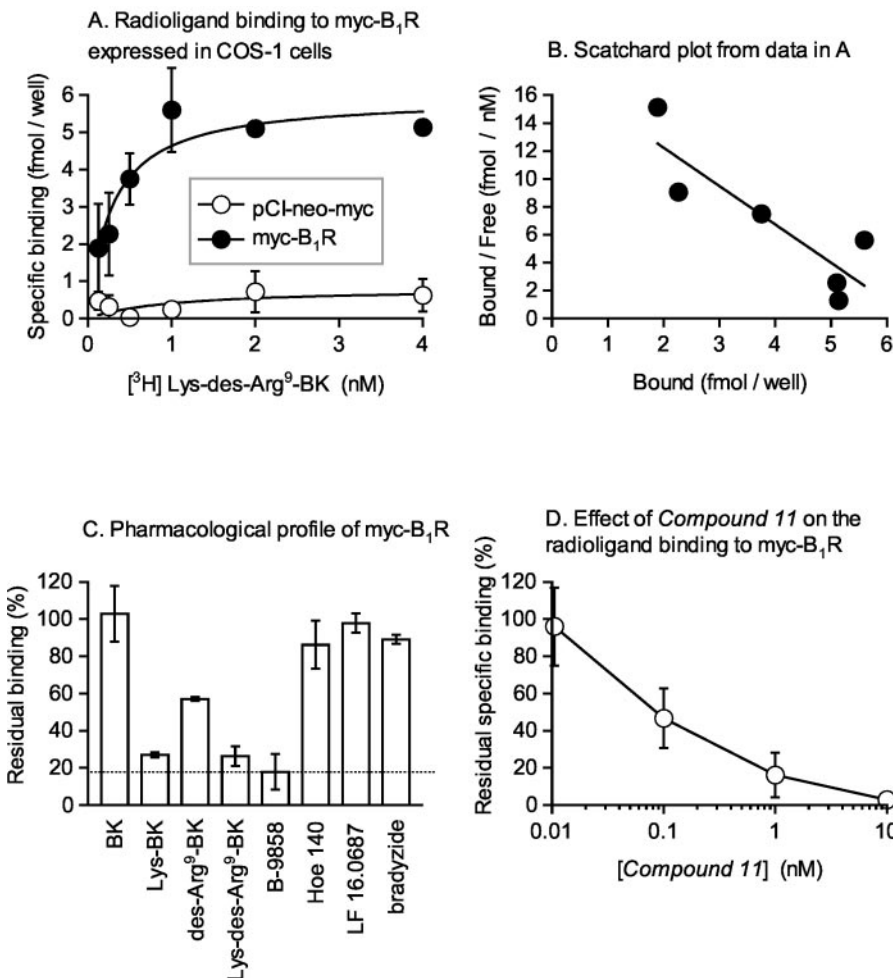 A. Radioligand binding to myc-B₁R
expressed in COS-1 cells
Specific binding (fmol / well)
6
5
4
3
2
1
0
pCI-neo-myc
myc-B₁R
0 1 2 3 4
[³H] Lys-des-Arg⁹-BK (nM)
B. Scatchard plot from data in A
Bound / Free (fmol / nM)
16
14
12
10
8
6
4
2
0
0 1 2 3 4 5 6
Bound (fmol / well)
C. Pharmacological profile of myc-B₁R
Residual binding (%)
120
100
80
60
40
20
0
BK
Lys-BK
des-Arg⁹-BK
Lys-des-Arg⁹-BK
B-9858
Hoe 140
LF 16.0687
bradyzide
D. Effect of Compound 11 on the
radioligand binding to myc-B₁R
Residual specific binding (%)
120
100
80
60
40
20
0
0.01 0.1 1 10
[Compound 11] (nM)